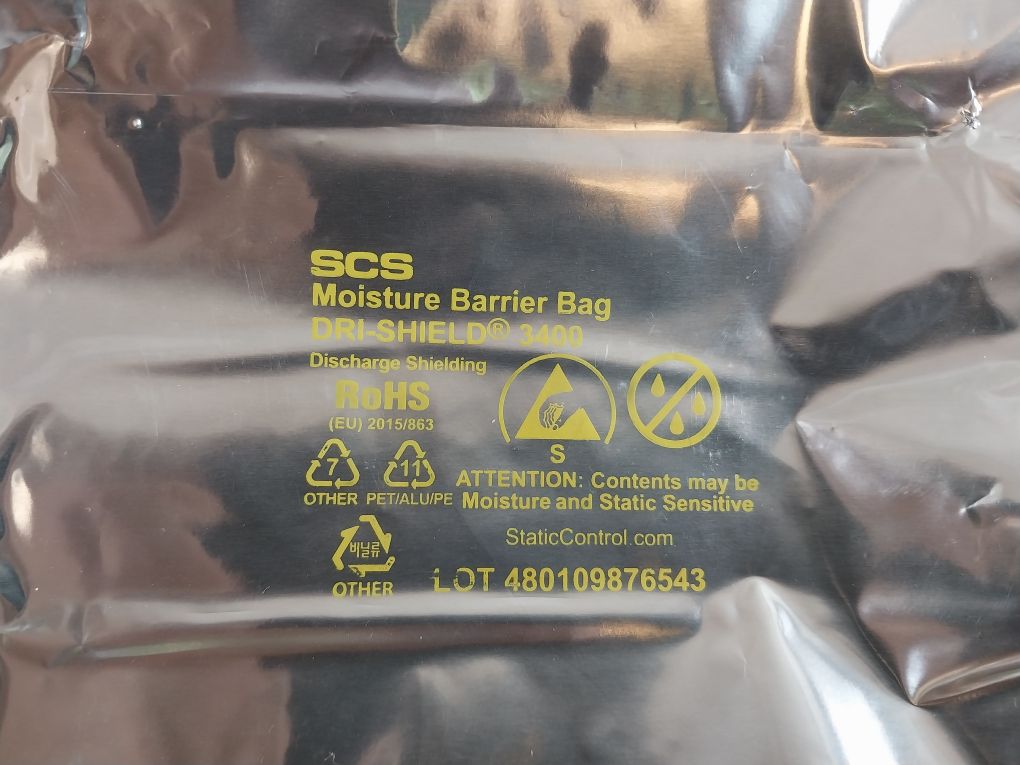 SCS
Moisture Barrier Bag
DRI-SHIELD® 3400
Discharge Shielding
RoHS
(EU) 2015/863
S
7
OTHER
11
PET/ALU/PE
ATTENTION: Contents may be
Moisture and Static Sensitive
StaticControl.com
비닐류
OTHER
LOT 480109876543